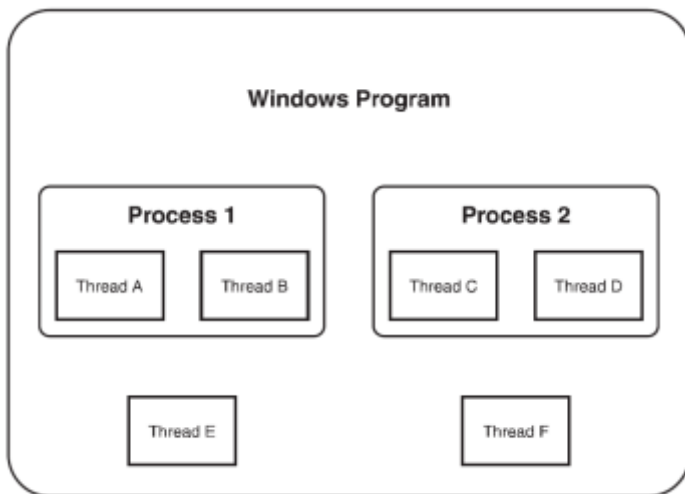 Windows Program
Process 1
Process 2
Thread A
Thread B
Thread C
Thread D
Thread E
Thread F